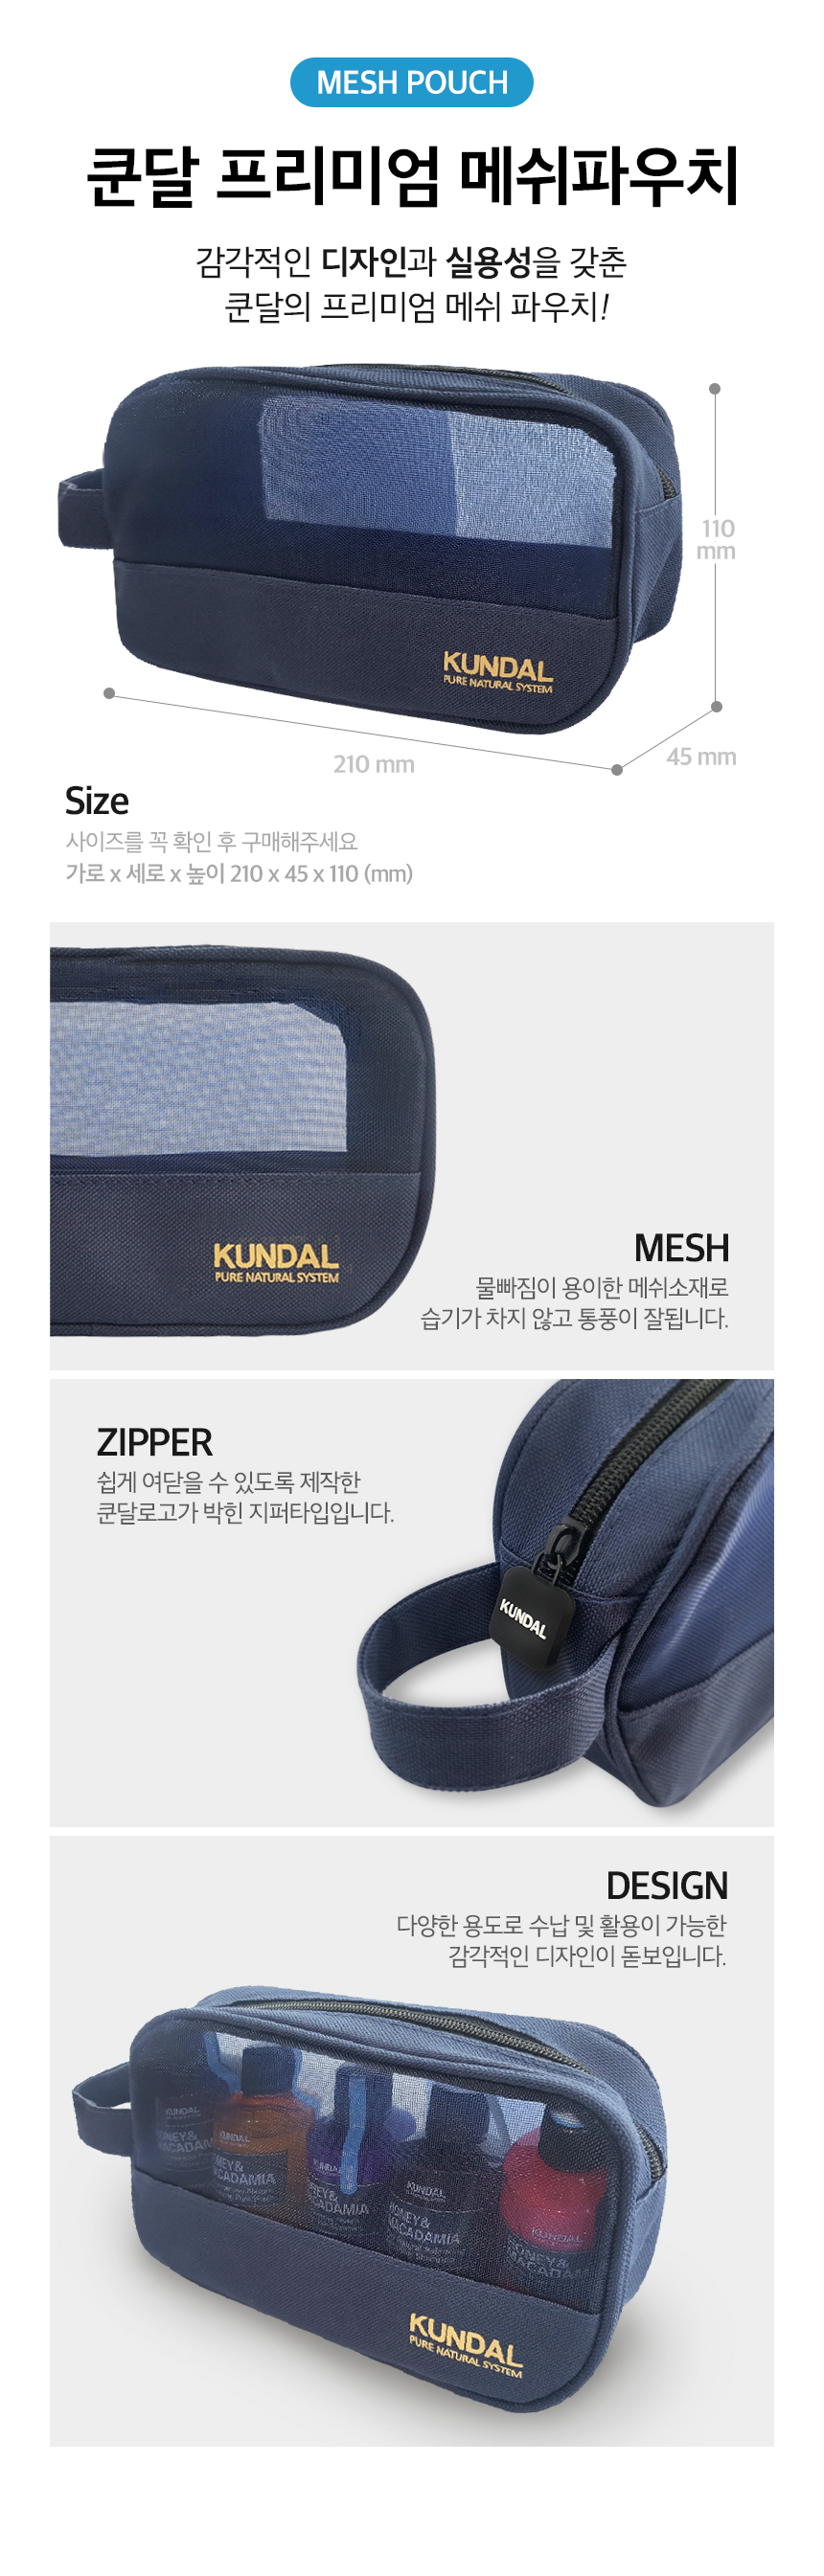 MESH POUCH
쿤달 프리미엄 메쉬파우치
감각적인 디자인과 실용성을 갖춘
쿤달의 프리미엄 메쉬 파우치!
110
mm
KUNDAL
PURE NATURAL SYSTEM
210 mm
45 mm
Size
사이즈를 꼭 확인 후 구매해주세요
가로 x 세로 x 높이 210 x 45 x 110 (mm)
KUNDAL
PURE NATURAL SYSTEM
MESH
물빠짐이 용이한 메쉬소재로
습기가 차지 않고 통풍이 잘됩니다.
ZIPPER
쉽게 여닫을 수 있도록 제작한
쿤달로고가 박힌 지퍼타입입니다.
KUNDAL
DESIGN
다양한 용도로 수납 및 활용이 가능한
감각적인 디자인이 돋보입니다.
KUNDAL
KUNDAL
MACADAMIA
KUNDAL
HONEY&
MACADAMIA
KUNDAL
HONEY&
KUNDAL
PURE NATURAL SYSTEM